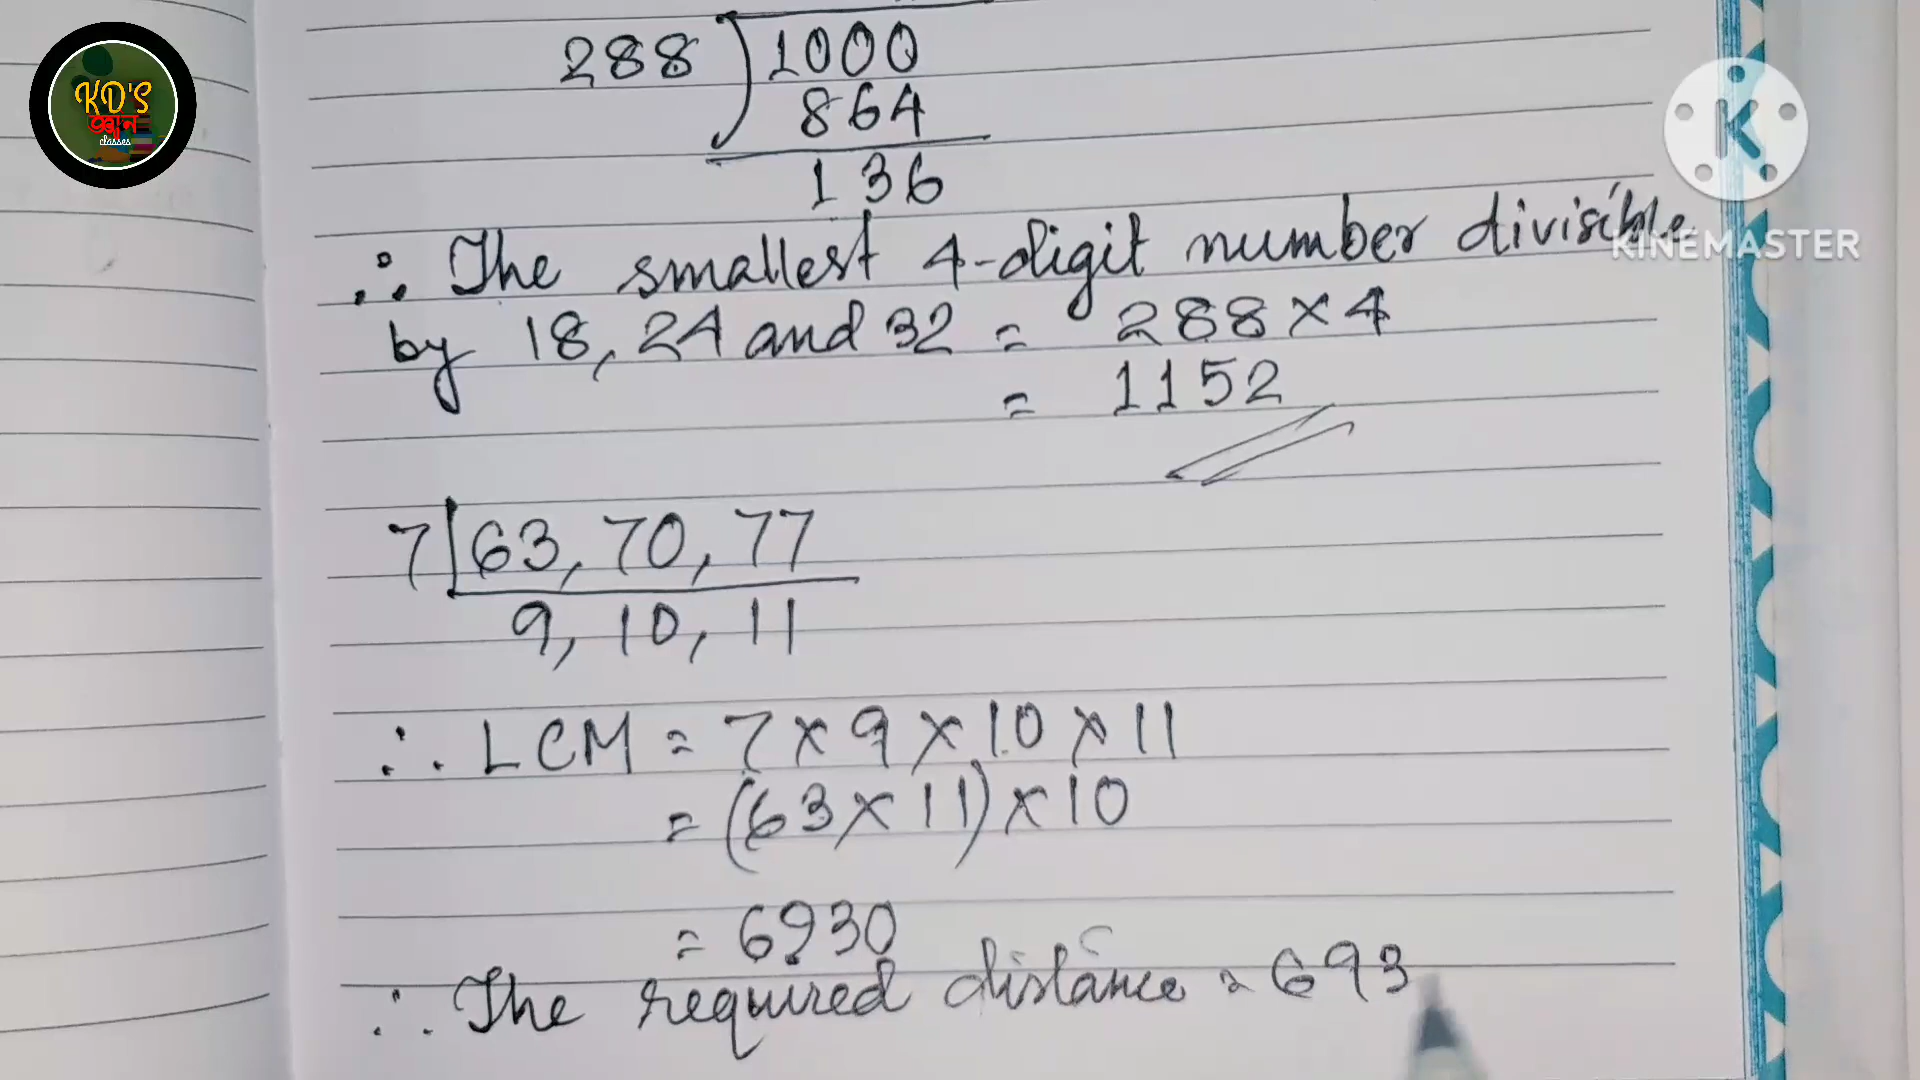 KD'S
জ্ঞান
classes
KINEMASTER
288 ) 1000
864
136
∴ The smallest 4-digit number divisible
by 18, 24 and 32 = 288 × 4
= 1152
7 | 63, 70, 77
9, 10, 11
∴ LCM = 7 × 9 × 10 × 11
= (63 × 11) × 10
= 6930
∴ The required distance = 693